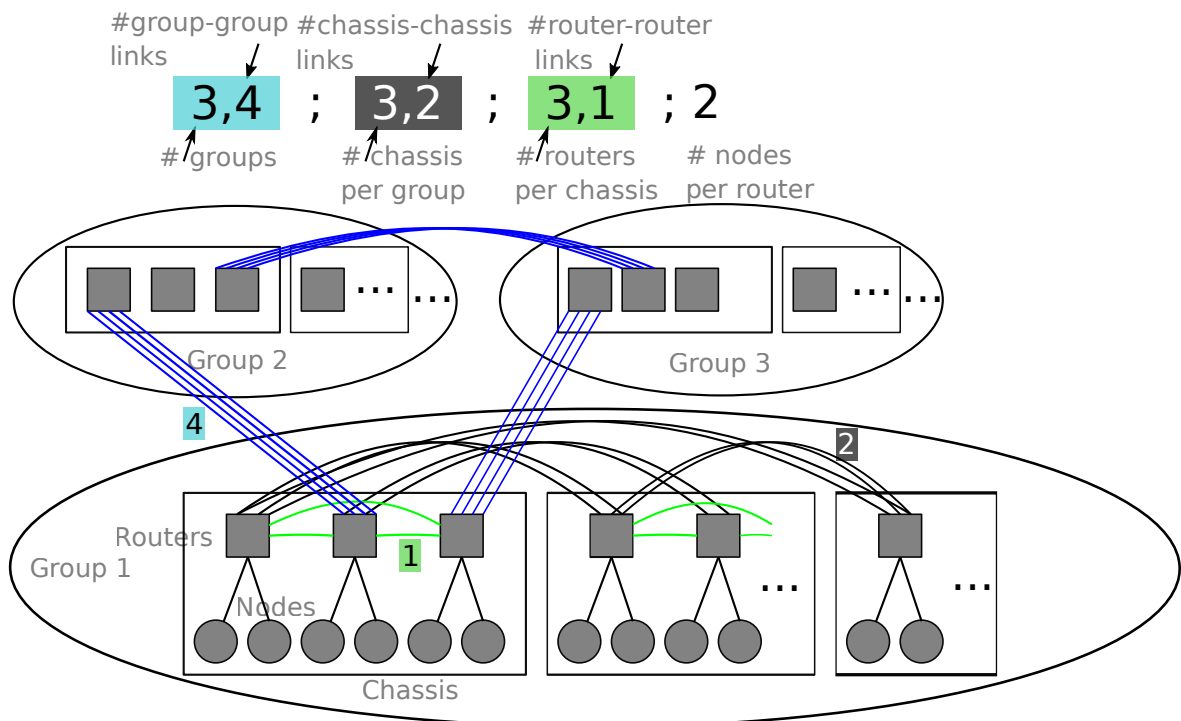 #group-group #chassis-chassis #router-router
links links links
3,4 ; 3,2 ; 3,1 ; 2
# groups # chassis # routers # nodes
per group per chassis per router
... ... ... ...
Group 2 Group 3
4 2
Routers
1
Group 1
... ...
Nodes
Chassis